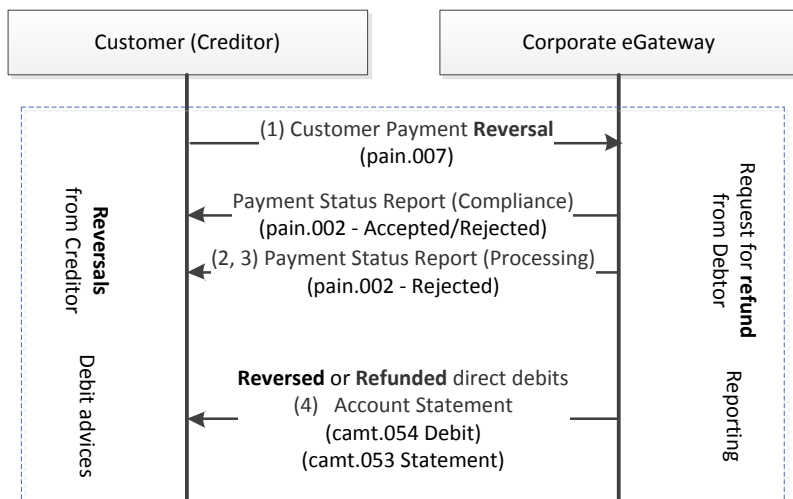 Customer (Creditor)
Corporate eGateway
(1) Customer Payment Reversal
(pain.007)
Payment Status Report (Compliance)
(pain.002 - Accepted/Rejected)
(2, 3) Payment Status Report (Processing)
(pain.002 - Rejected)
Reversals
from Creditor
Request for refund
from Debtor
Reversed or Refunded direct debits
(4) Account Statement
(camt.054 Debit)
(camt.053 Statement)
Debit advices
Reporting